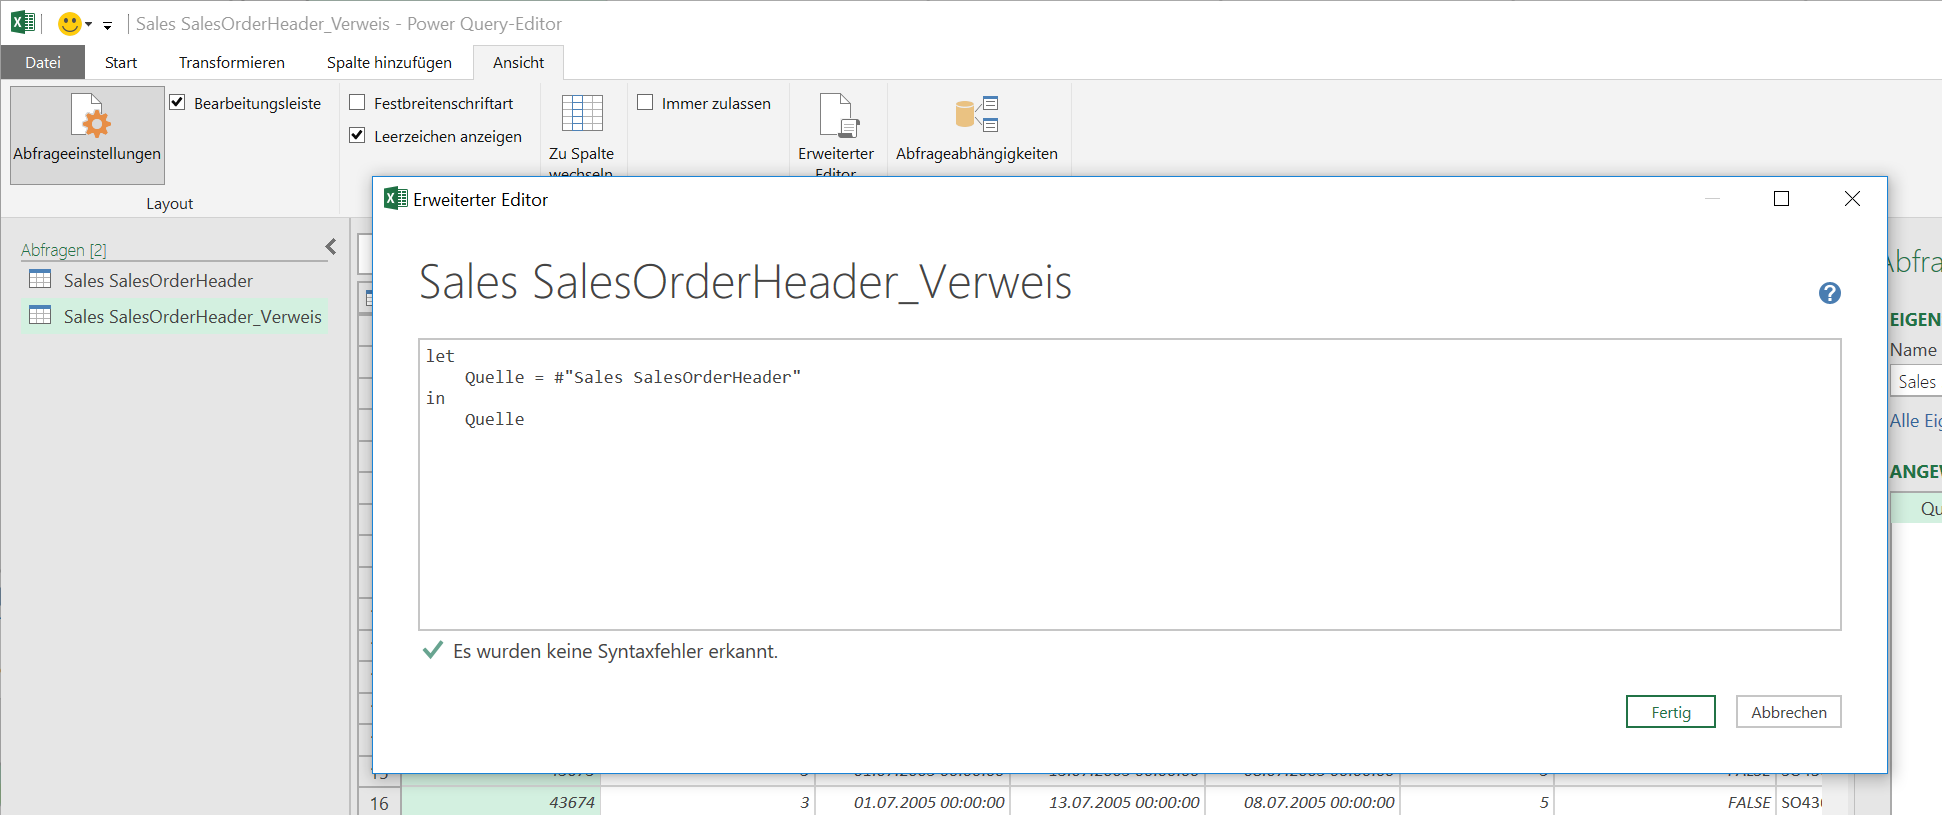 Sales SalesOrderHeader_Verweis - Power Query-Editor
Datei Start Transformieren Spalte hinzufügen Ansicht
Abfrageeinstellungen
Bearbeitungsleiste
Layout
Festbreitenschriftart
Leerzeichen anzeigen
Zu Spalte
wechseln
Immer zulassen
Erweiterter
Editor
Abfrageabhängigkeiten
Abfragen [2]
Sales SalesOrderHeader
Sales SalesOrderHeader_Verweis
Erweiterter Editor
Sales SalesOrderHeader_Verweis
?
let
Quelle = #"Sales SalesOrderHeader"
in
Quelle
Es wurden keine Syntaxfehler erkannt.
Fertig Abbrechen
Abfra
EIGEN
Name
Sales
Alle Eig
ANGEW
Qu
16 43674 3 01.07.2005 00:00:00 13.07.2005 00:00:00 08.07.2005 00:00:00 5 FALSE